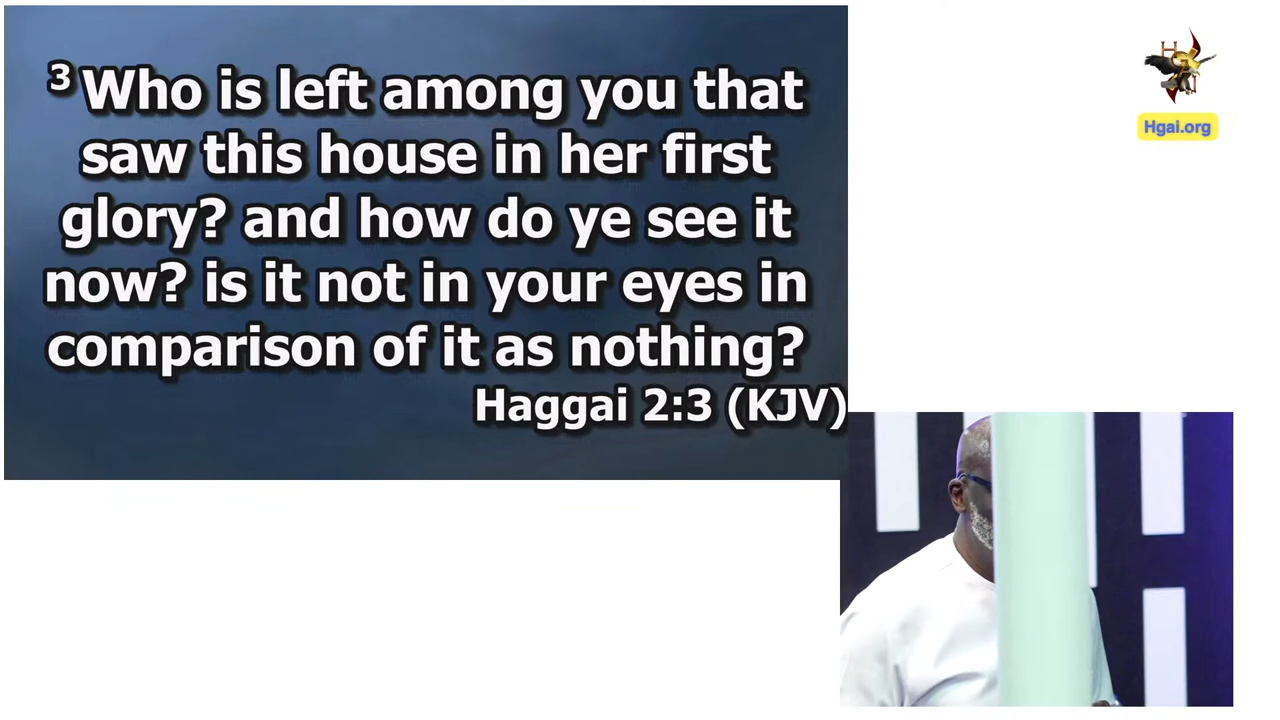 3 Who is left among you that
saw this house in her first
glory? and how do ye see it
now? is it not in your eyes in
comparison of it as nothing?
Haggai 2:3 (KJV)
Hgai.org